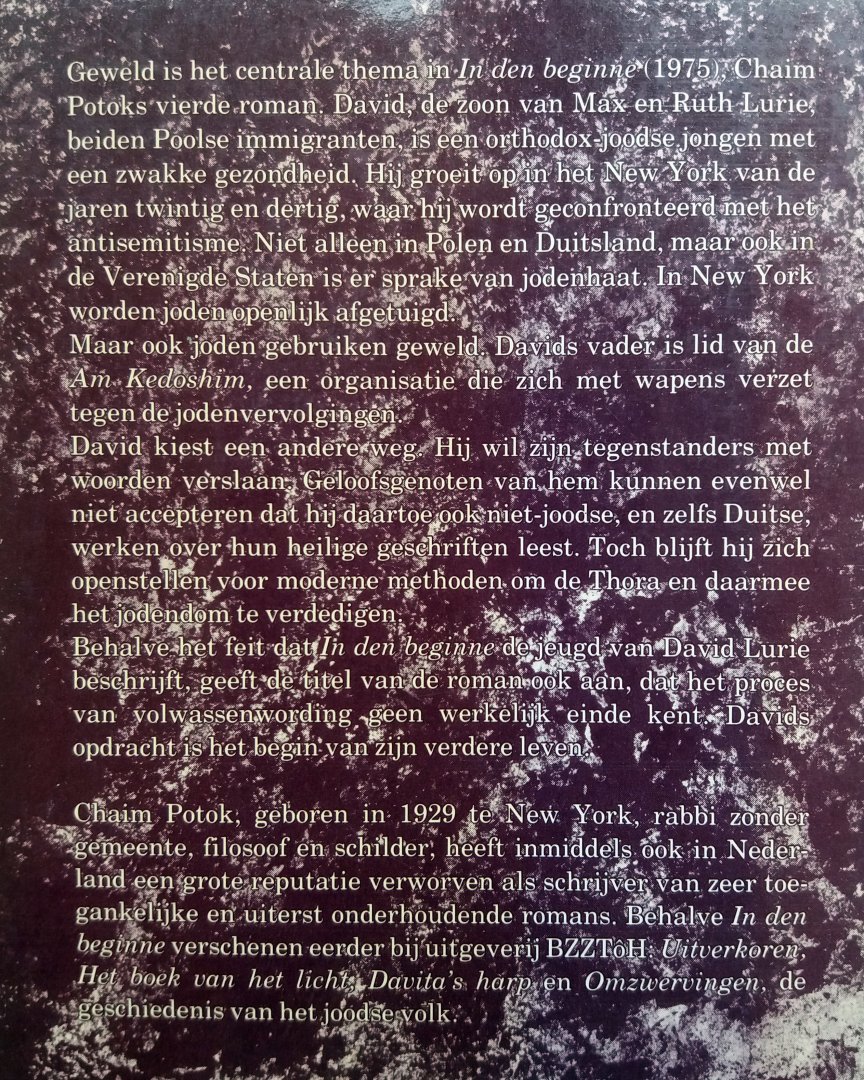 Geweld is het centrale thema in In den beginne (1975), Chaim
Potoks vierde roman. David, de zoon van Max en Ruth Lurie,
beiden Poolse immigranten, is een orthodox-joodse jongen met
een zwakke gezondheid. Hij groeit op in het New York van de
jaren twintig en dertig, waar hij wordt geconfronteerd met het
antisemitisme. Niet alleen in Polen en Duitsland, maar ook in
de Verenigde Staten is er sprake van jodenhaat. In New York
worden joden openlijk afgetuigd.
Maar ook joden gebruiken geweld. Davids vader is lid van de
Am Kedoshim, een organisatie die zich met wapens verzet
tegen de jodenvervolgingen.
David kiest een andere weg. Hij wil zijn tegenstanders met
woorden verslaan. Geloofsgenoten van hem kunnen evenwel
niet accepteren dat hij daartoe ook niet-joodse, en zelfs Duitse,
werken over hun heilige geschriften leest. Toch blijft hij zich
openstellen voor moderne methoden om de Thora en daarmee
het jodendom te verdedigen.
Behalve het feit dat In den beginne de jeugd van David Lurie
beschrijft, geeft de titel van de roman ook aan, dat het proces
van volwassenwording geen werkelijk einde kent. Davids
opdracht is het begin van zijn verdere leven.
Chaim Potok, geboren in 1929 te New York, rabbi zonder
gemeente, filosoof en schilder, heeft inmiddels ook in Neder-
land een grote reputatie verworven als schrijver van zeer toe-
gankelijke en uiterst onderhoudende romans. Behalve In den
beginne verschenen eerder bij uitgeverij BZZTôH: Uitverkoren,
Het boek van het licht, Davita's harp en Omzwervingen, de
geschiedenis van het joodse volk.